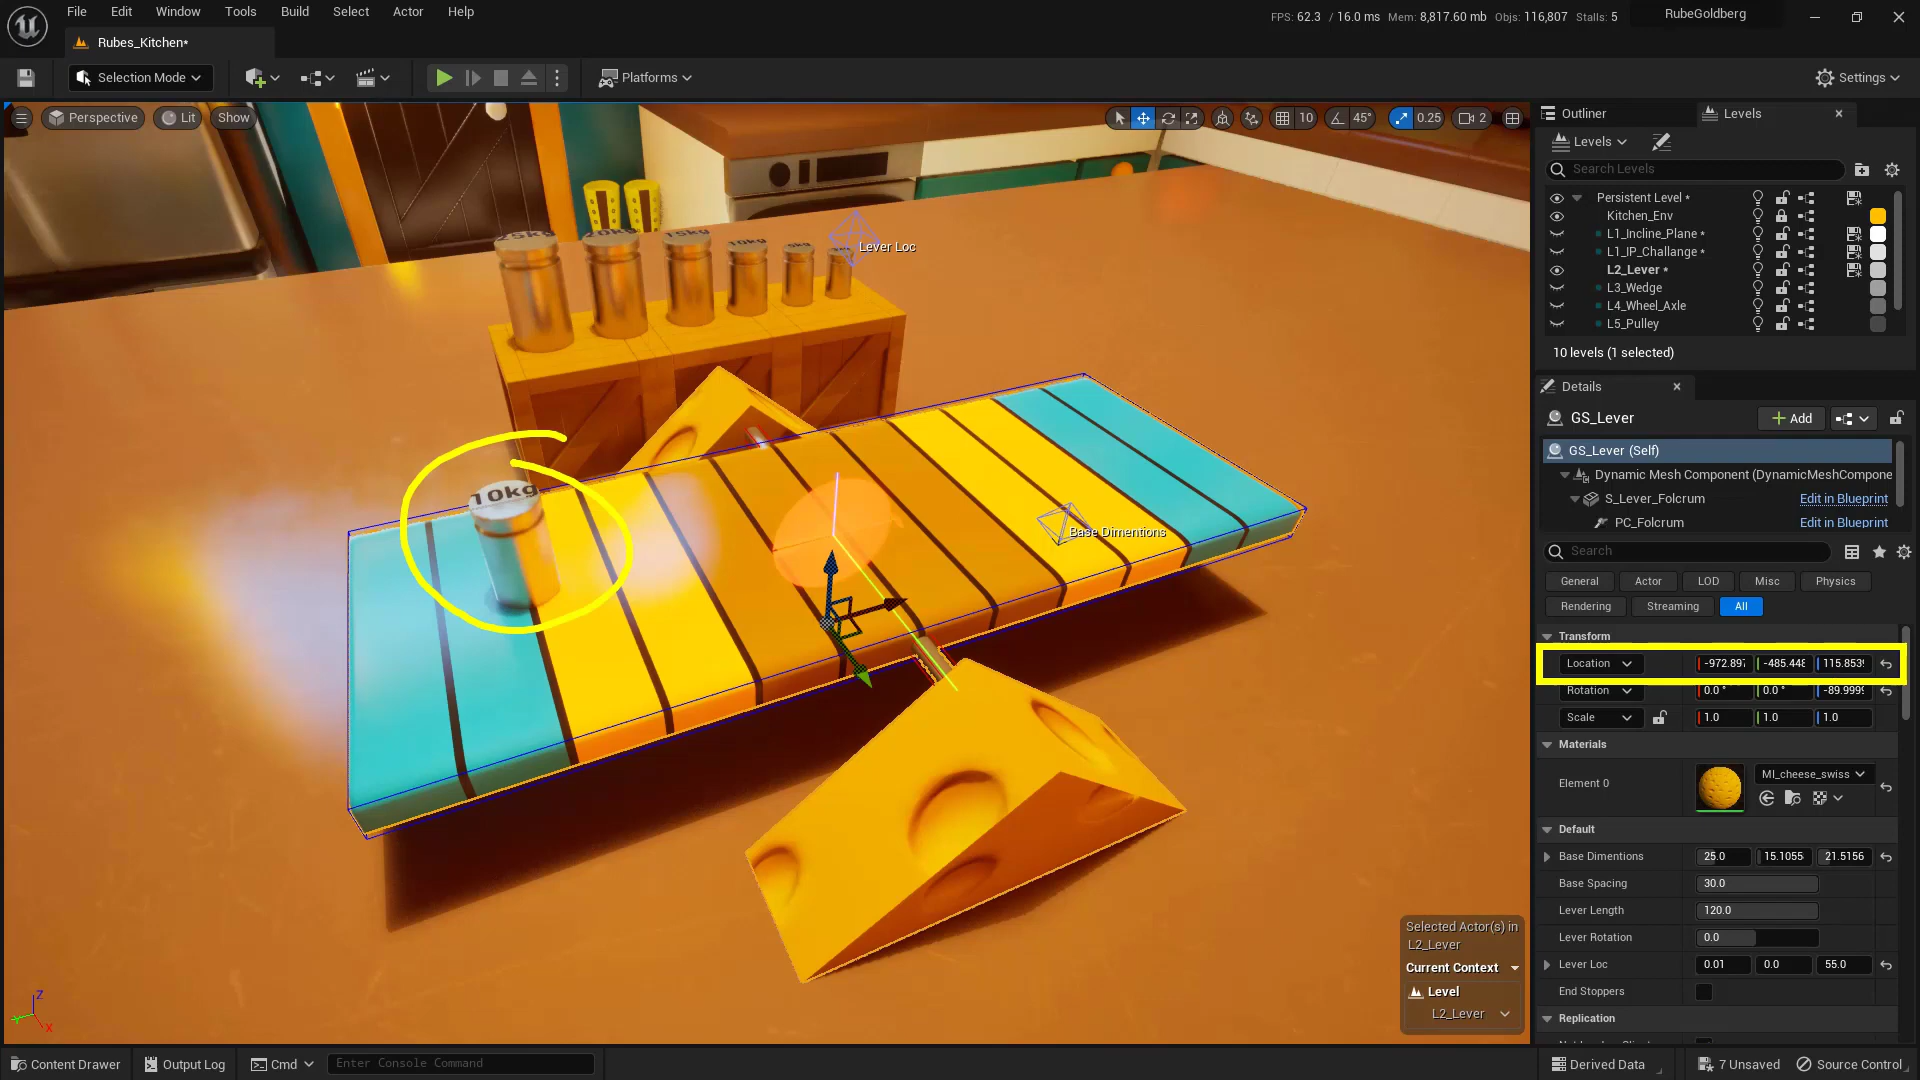 File Edit Window Tools Build Select Actor Help
FPS: 62.3 / 16.0 ms Mem: 8,817.60 mb Objs: 116,807 Stalls: 5
RubeGoldberg
Rubes_Kitchen*
Selection Mode
Platforms
Settings
Perspective Lit Show
10 45° 0.25 2
Outliner
Levels
Levels
Search Levels
Persistent Level *
Kitchen_Env
L1_Incline_Plane *
L1_IP_Challange *
L2_Lever *
L3_Wedge
L4_Wheel_Axle
L5_Pulley
10 levels (1 selected)
25kg 20kg 15kg 10kg 5kg
Lever Loc
10kg
Base Dimentions
Details
GS_Lever
Add
GS_Lever (Self)
Dynamic Mesh Component (DynamicMeshCompone
S_Lever_Folcrum Edit in Blueprint
PC_Folcrum Edit in Blueprint
Search
General Actor LOD Misc Physics
Rendering Streaming All
Transform
Location -972.897 -485.448 115.8539
Rotation 0.0° 0.0° -89.9999
Scale 1.0 1.0 1.0
Materials
Element 0 MI_cheese_swiss
Default
Base Dimentions 25.0 15.1055 21.5156
Base Spacing 30.0
Lever Length 120.0
Lever Rotation 0.0
Lever Loc 0.01 0.0 55.0
End Stoppers
Replication
Selected Actor(s) in
L2_Lever
Current Context
Level
L2_Lever
Z
Y
X
Content Drawer Output Log Cmd Enter Console Command
Derived Data 7 Unsaved Source Control